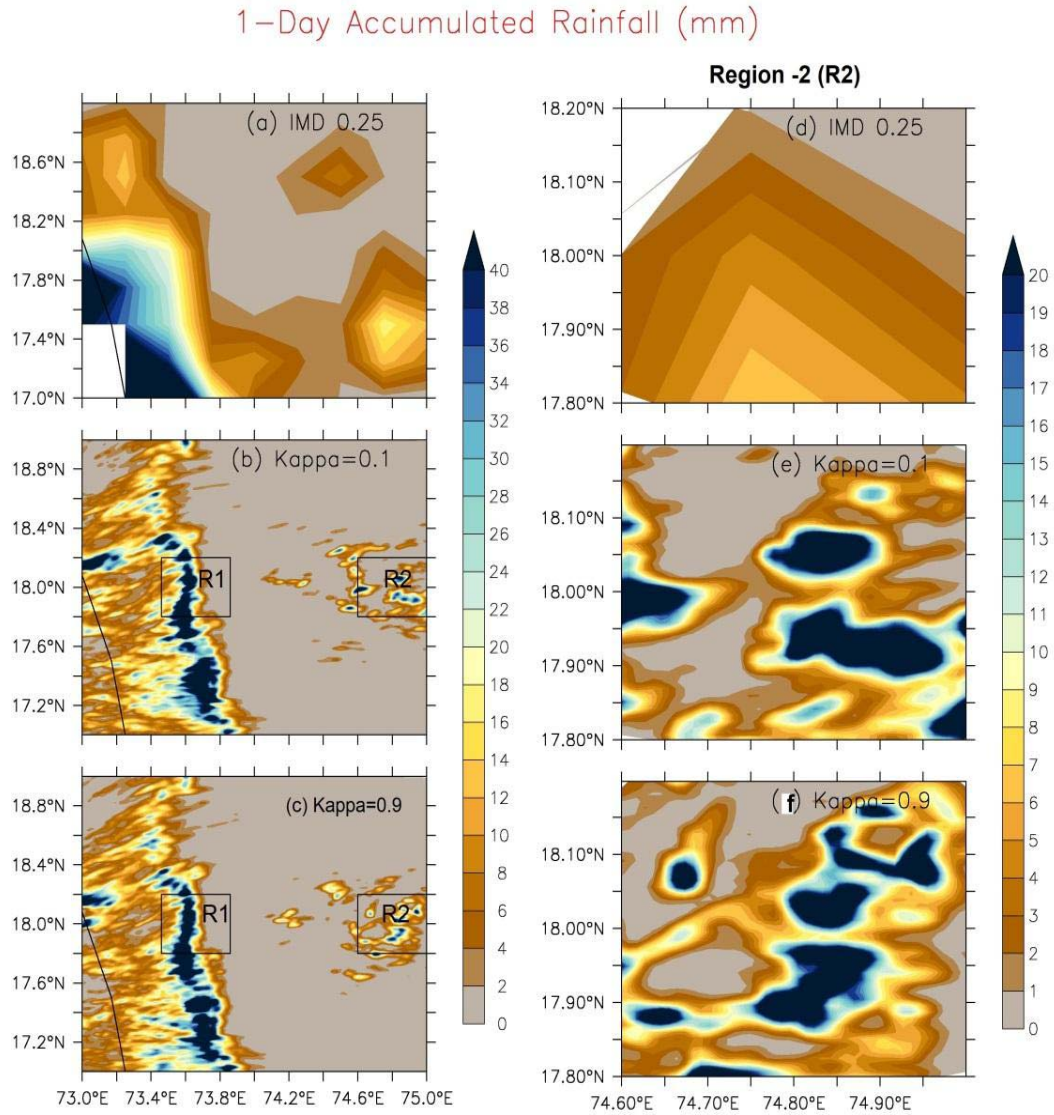 1-Day Accumulated Rainfall (mm)
Region -2 (R2)
(a) IMD 0.25
18.6°N
18.2°N
17.8°N
17.4°N
17.0°N
(d) IMD 0.25
18.20°N
18.10°N
18.00°N
17.90°N
17.80°N
(b) Kappa=0.1
R1
R2
18.8°N
18.4°N
18.0°N
17.6°N
17.2°N
(e) Kappa=0.1
18.10°N
18.00°N
17.90°N
17.80°N
(c) Kappa=0.9
R1
R2
18.8°N
18.4°N
18.0°N
17.6°N
17.2°N
73.0°E 73.4°E 73.8°E 74.2°E 74.6°E 75.0°E
40
38
36
34
32
30
28
26
24
22
20
18
16
14
12
10
8
6
4
2
0
(f) Kappa=0.9
18.10°N
18.00°N
17.90°N
17.80°N
74.60°E 74.70°E 74.80°E 74.90°E
20
19
18
17
16
15
14
13
12
11
10
9
8
7
6
5
4
3
2
1
0